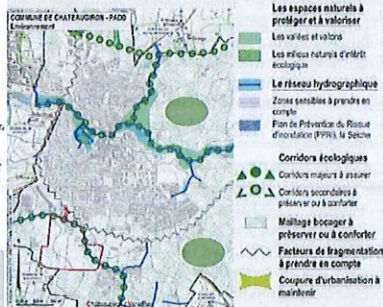 COMMUNE DE CHATEAUGIRON - PADD
Environnement
Les espaces naturels à
protéger et à valoriser
Les vallées et vallons
Les milieux naturels d'intérêt
écologique
Le réseau hydrographique
Zones sensibles à prendre en
compte
Plan de Prévention du Risque
d'inondation (PPRI), la Seiche
Corridors écologiques
Corridors majeurs à assurer
Corridors secondaires à
préserver ou à conforter
Maillage bocager à
préserver ou à conforter
Facteurs de fragmentation
à prendre en compte
Coupure d'urbanisation à
maintenir